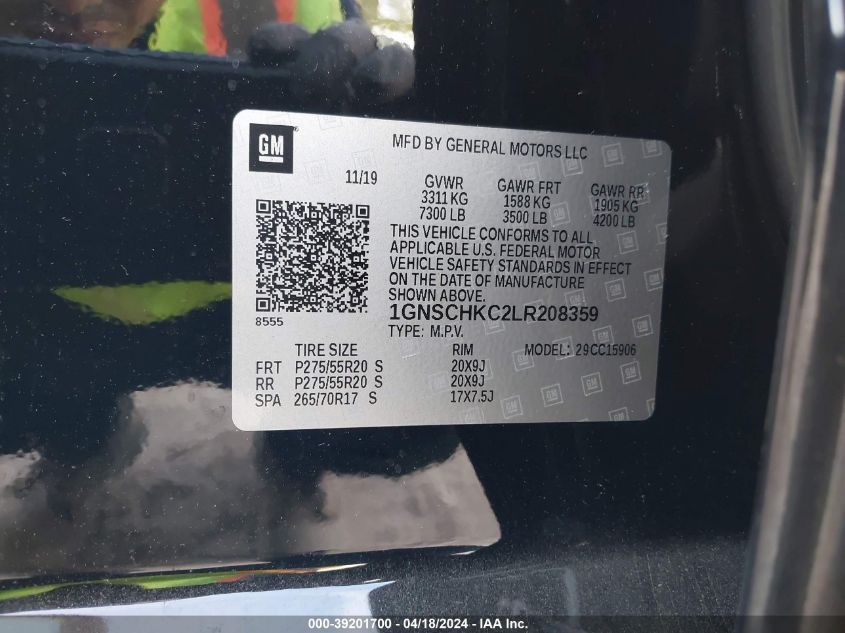 GM
MFD BY GENERAL MOTORS LLC
11/19
GVWR GAWR FRT GAWR RR
3311 KG 1588 KG 1905 KG
7300 LB 3500 LB 4200 LB
THIS VEHICLE CONFORMS TO ALL
APPLICABLE U.S. FEDERAL MOTOR
VEHICLE SAFETY STANDARDS IN EFFECT
ON THE DATE OF MANUFACTURE
SHOWN ABOVE.
8555
1GNSCHKC2LR208359
TYPE: M.P.V.
TIRE SIZE RIM MODEL: 29CC15906
FRT P275/55R20 S 20X9J
RR P275/55R20 S 20X9J
SPA 265/70R17 S 17X7.5J
000-39201700 - 04/18/2024 - IAAI.com